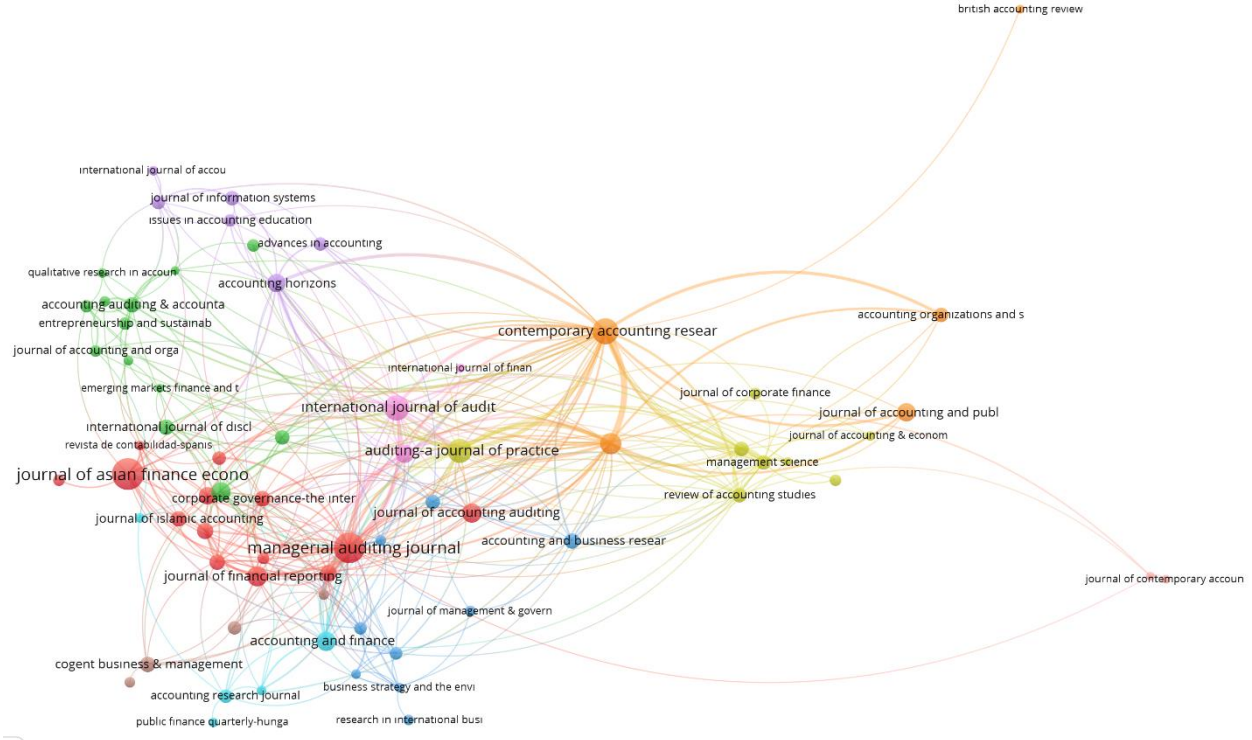 british accounting review
international journal of accou
journal of information systems
issues in accounting education
advances in accounting
qualitative research in accoun
accounting horizons
accounting auditing & accounta
accounting organizations and s
entrepreneurship and sustainab
contemporary accounting resear
journal of accounting and orga
international journal of finan
emerging markets finance and t
journal of corporate finance
international journal of audit
journal of accounting and publ
international journal of discl
journal of accounting & econom
revista de contabilidad-spanis
auditing-a journal of practice
management science
journal of asian finance econo
corporate governance-the inter
review of accounting studies
journal of accounting auditing
journal of islamic accounting
accounting and business resear
managerial auditing journal
journal of financial reporting
journal of contemporary accoun
journal of management & govern
accounting and finance
cogent business & management
business strategy and the envi
accounting research journal
public finance quarterly-hunga
research in international busi